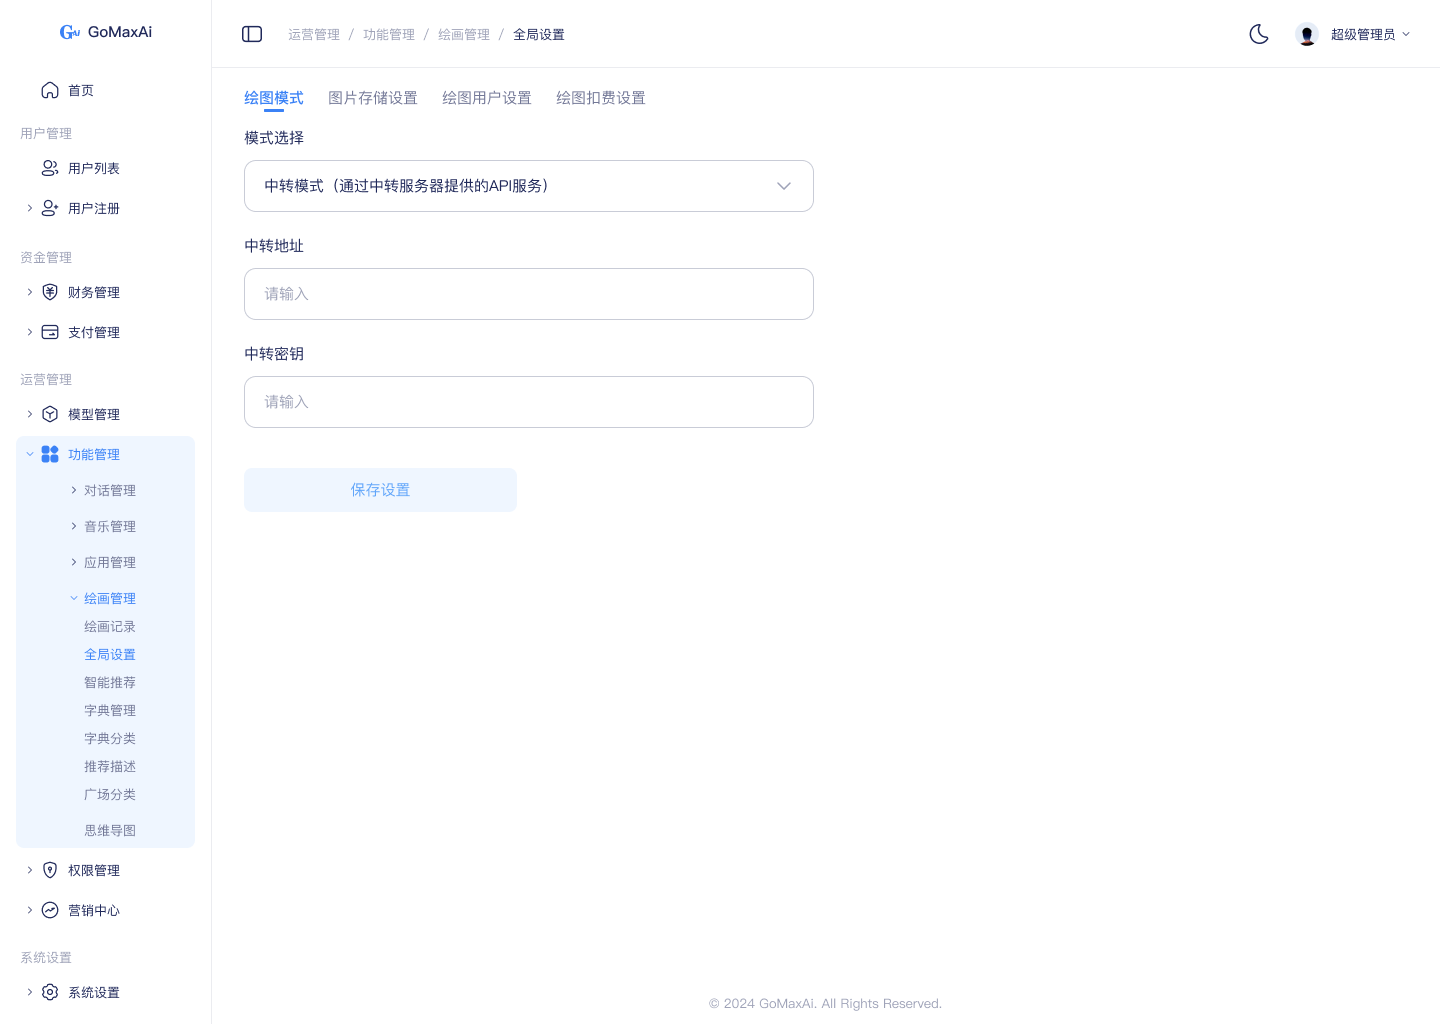 GoMaxAi
首页
用户管理
用户列表
用户注册
资金管理
财务管理
支付管理
运营管理
模型管理
功能管理
对话管理
音乐管理
应用管理
绘画管理
绘画记录
全局设置
智能推荐
字典管理
字典分类
推荐描述
广场分类
思维导图
权限管理
营销中心
系统设置
系统设置
运营管理 / 功能管理 / 绘画管理 / 全局设置
超级管理员
绘图模式 图片存储设置 绘图用户设置 绘图扣费设置
模式选择
中转模式（通过中转服务器提供的API服务）
中转地址
请输入
中转密钥
请输入
保存设置
© 2024 GoMaxAi. All Rights Reserved.